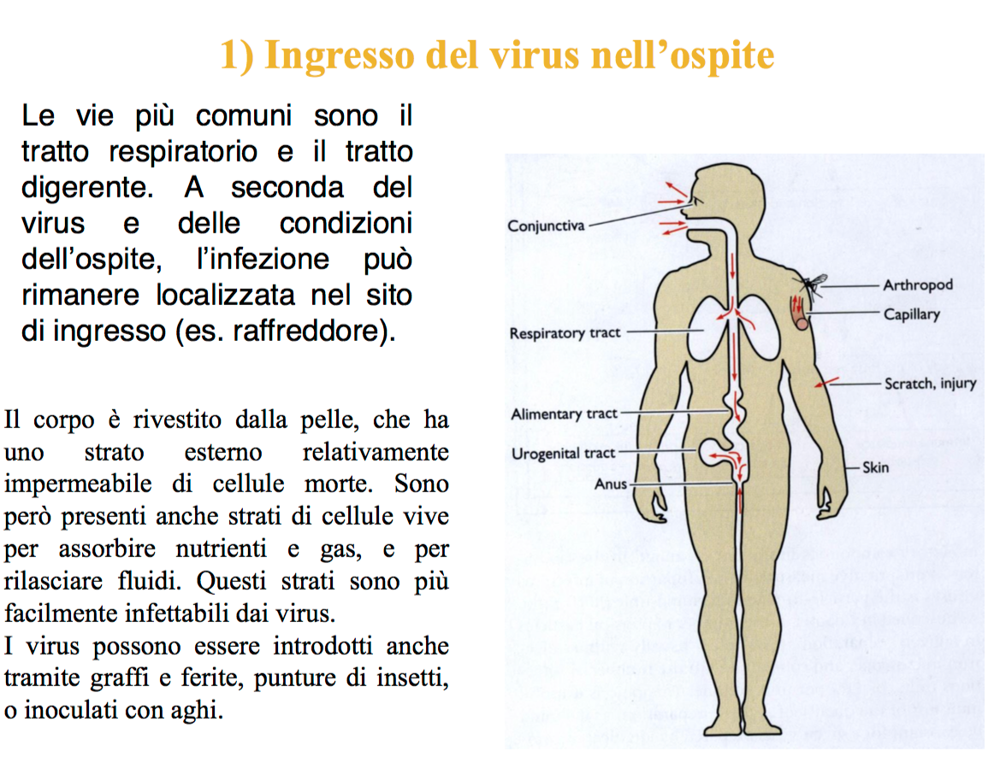 1) Ingresso del virus nell’ospite
Le vie più comuni sono il
tratto respiratorio e il tratto
digerente. A seconda del
virus e delle condizioni
dell’ospite, l’infezione può
rimanere localizzata nel sito
di ingresso (es. raffreddore).
Il corpo è rivestito dalla pelle, che ha
uno strato esterno relativamente
impermeabile di cellule morte. Sono
però presenti anche strati di cellule vive
per assorbire nutrienti e gas, e per
rilasciare fluidi. Questi strati sono più
facilmente infettabili dai virus.
I virus possono essere introdotti anche
tramite graffi e ferite, punture di insetti,
o inoculati con aghi.
Conjunctiva
Arthropod
Capillary
Respiratory tract
Scratch, injury
Alimentary tract
Urogenital tract
Skin
Anus